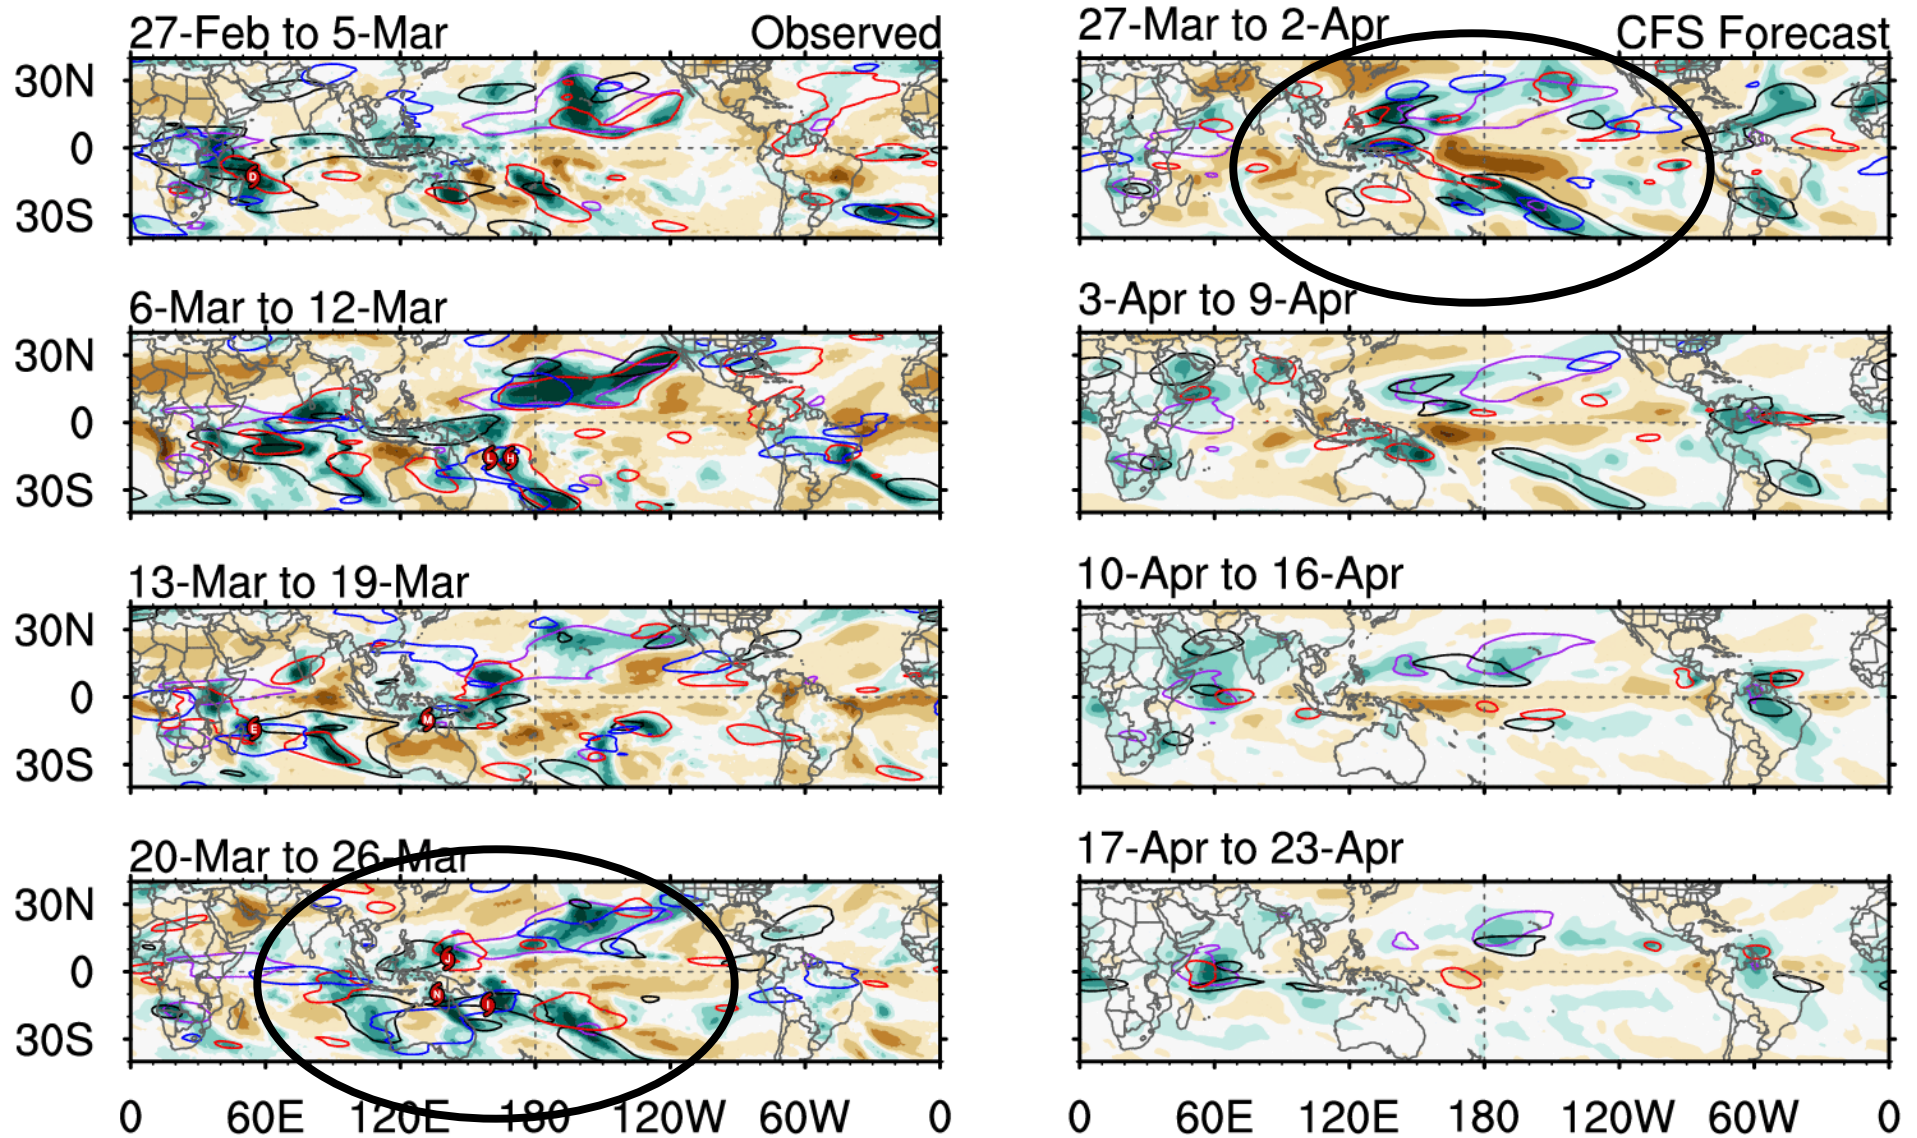 27-Feb to 5-Mar Observed
30N
0
30S
D
6-Mar to 12-Mar
30N
0
30S
L H
13-Mar to 19-Mar
30N
0
30S
E M
20-Mar to 26-Mar
30N
0
30S
J
N
0 60E 120E 180 120W 60W 0
27-Mar to 2-Apr CFS Forecast
3-Apr to 9-Apr
10-Apr to 16-Apr
17-Apr to 23-Apr
0 60E 120E 180 120W 60W 0